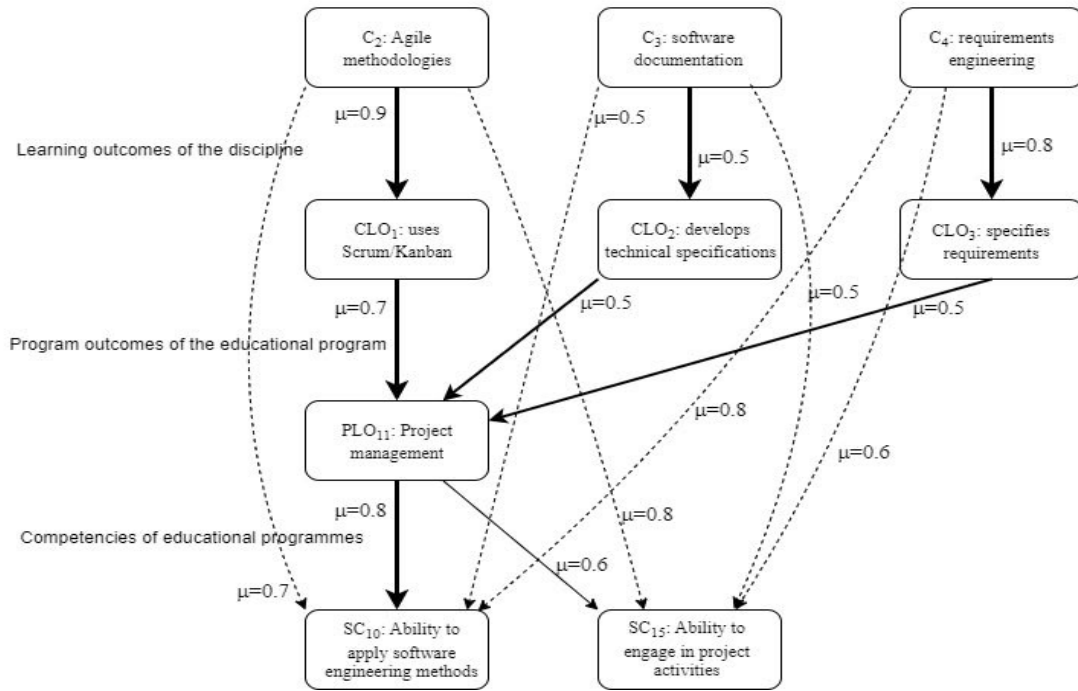 C₂: Agile
methodologies
C₃: software
documentation
C₄: requirements
engineering
μ=0.9
μ=0.5
Learning outcomes of the discipline
μ=0.5
μ=0.8
CLO₁: uses
Scrum/Kanban
CLO₂: develops
technical specifications
CLO₃: specifies
requirements
μ=0.7
μ=0.5
μ=0.5
μ=0.5
Program outcomes of the educational program
μ=0.8
PLO₁₁: Project
management
μ=0.6
μ=0.8
μ=0.8
Competencies of educational programmes
μ=0.6
μ=0.7
SC₁₀: Ability to
apply software
engineering methods
SC₁₅: Ability to
engage in project
activities